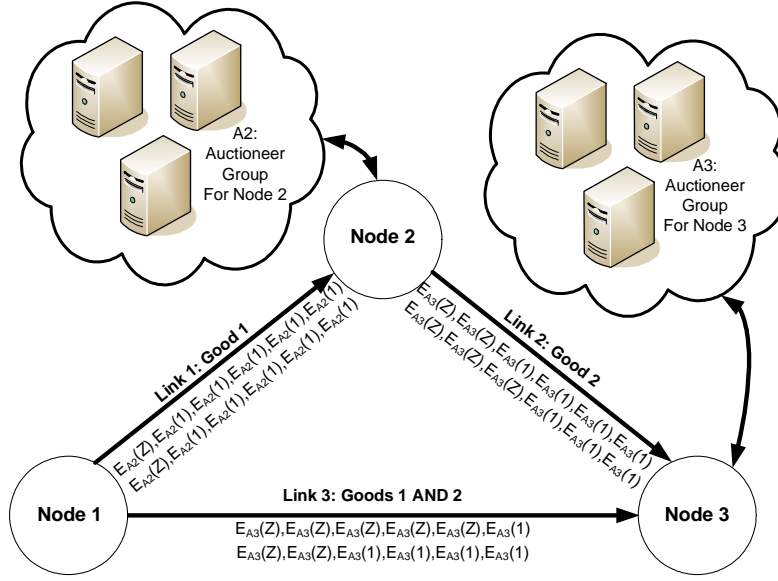 A2:
Auctioneer
Group
For Node 2
A3:
Auctioneer
Group
For Node 3
Node 2
Link 1: Good 1
E_A2(Z),E_A2(1),E_A2(1),E_A2(1),E_A2(1),E_A2(1)
E_A2(Z),E_A2(1),E_A2(1),E_A2(1),E_A2(1),E_A2(1)
Link 2: Good 2
E_A3(Z),E_A3(Z),E_A3(1),E_A3(1),E_A3(1),E_A3(1)
E_A3(Z),E_A3(Z),E_A3(Z),E_A3(1),E_A3(1),E_A3(1)
Node 1
Link 3: Goods 1 AND 2
E_A3(Z),E_A3(Z),E_A3(Z),E_A3(Z),E_A3(Z),E_A3(1)
E_A3(Z),E_A3(Z),E_A3(1),E_A3(1),E_A3(1),E_A3(1)
Node 3